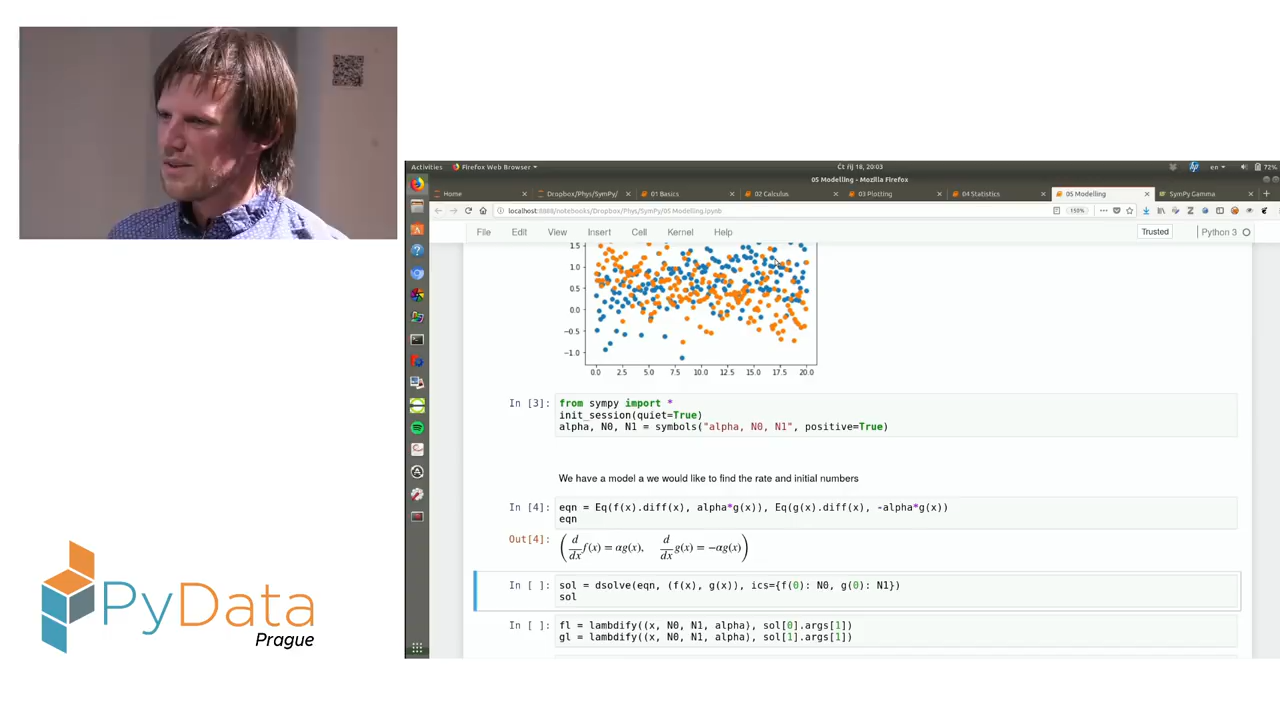 Activities Firefox Web Browser Čt říj 18, 20:03 en 72%
05 Modelling - Mozilla Firefox
Home Dropbox/Phys/SymPy/ 01 Basics 02 Calculus 03 Plotting 04 Statistics 05 Modelling SymPy Gamma
localhost:8888/notebooks/Dropbox/Phys/SymPy/05 Modelling.ipynb 150%
File Edit View Insert Cell Kernel Help Trusted Python 3
1.5
1.0
0.5
0.0
−0.5
−1.0
0.0 2.5 5.0 7.5 10.0 12.5 15.0 17.5 20.0
In [3]: from sympy import *
init_session(quiet=True)
alpha, N0, N1 = symbols("alpha, N0, N1", positive=True)
We have a model a we would like to find the rate and initial numbers
In [4]: eqn = Eq(f(x).diff(x), alpha*g(x)), Eq(g(x).diff(x), -alpha*g(x))
eqn
Out[4]: (d/dx f(x) = αg(x), d/dx g(x) = −αg(x))
In [ ]: sol = dsolve(eqn, (f(x), g(x)), ics={f(0): N0, g(0): N1})
sol
In [ ]: fl = lambdify((x, N0, N1, alpha), sol[0].args[1])
gl = lambdify((x, N0, N1, alpha), sol[1].args[1])
PyData
Prague